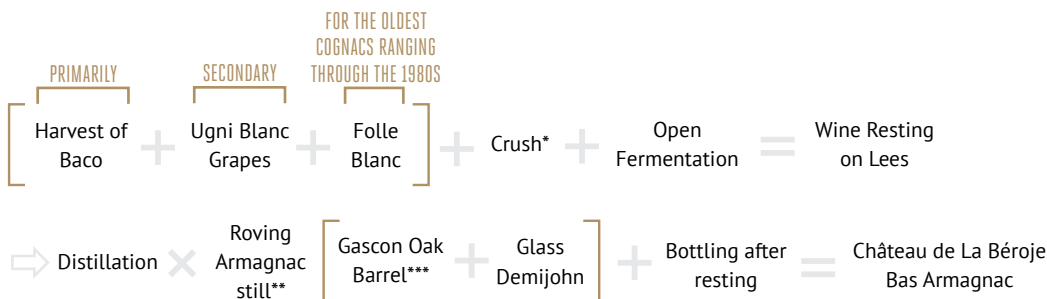 FOR THE OLDEST
COGNACS RANGING
PRIMARILY SECONDARY THROUGH THE 1980S
Harvest of Baco + Ugni Blanc Grapes + Folle Blanc + Crush* + Open Fermentation = Wine Resting on Lees
Distillation × Roving Armagnac still** Gascon Oak Barrel*** + Glass Demijohn + Bottling after resting = Château de La Béroje Bas Armagnac